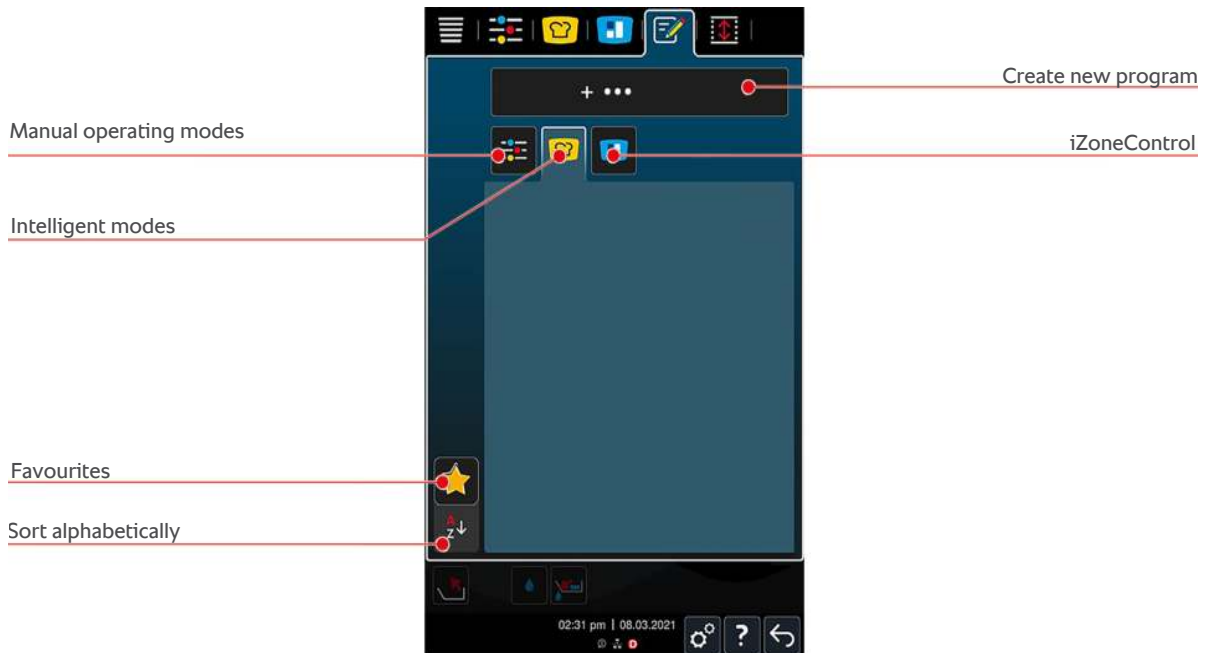 Create new program
+ •••
Manual operating modes
iZoneControl
Intelligent modes
Favourites
A
Z↓
Sort alphabetically
02:31 pm | 08.03.2021
D
?